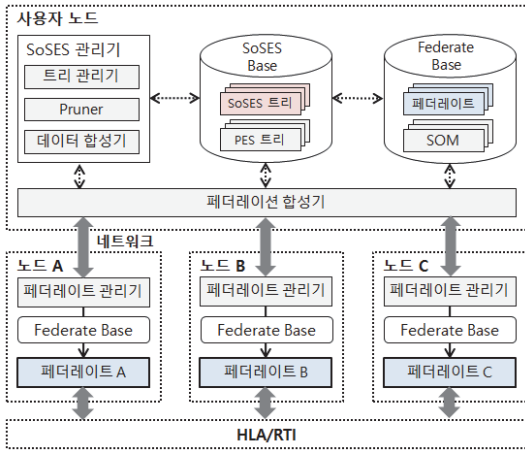 사용자 노드
SoSES 관리기
트리 관리기
Pruner
데이터 합성기
SoSES
Base
SoSES 트리
PES 트리
Federate
Base
페더레이트
SOM
페더레이션 합성기
네트워크
노드 A
페더레이트 관리기
Federate Base
페더레이트 A
노드 B
페더레이트 관리기
Federate Base
페더레이트 B
노드 C
페더레이트 관리기
Federate Base
페더레이트 C
HLA/RTI